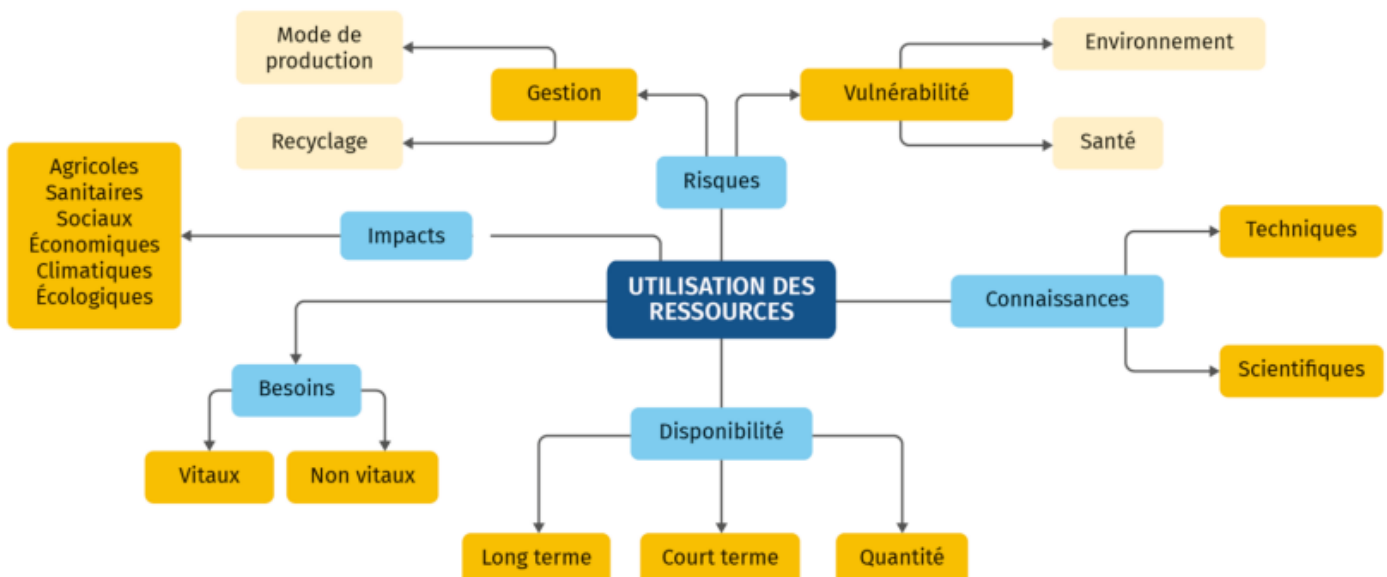 Mode de
production
Gestion
Recyclage
Environnement
Vulnérabilité
Santé
Risques
Agricoles
Sanitaires
Sociaux
Économiques
Climatiques
Écologiques
Impacts
UTILISATION DES
RESSOURCES
Techniques
Connaissances
Scientifiques
Besoins
Vitaux
Non vitaux
Disponibilité
Long terme
Court terme
Quantité